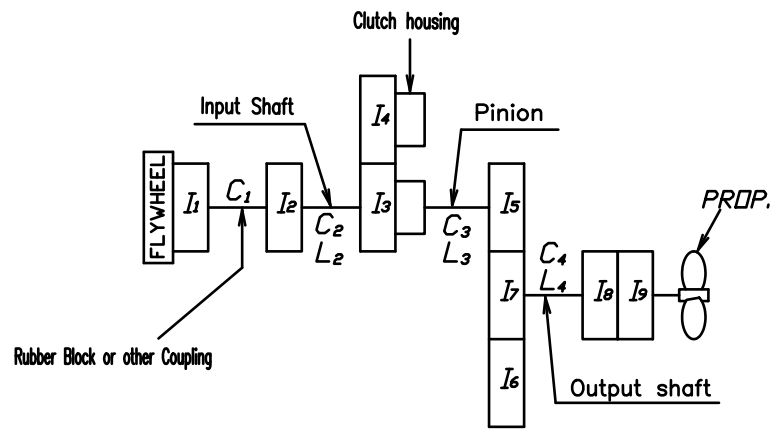 Clutch housing
Input Shaft
I4
Pinion
FLYWHEEL
I1
C1
I2
C2
L2
I3
C3
L3
I5
PROP.
C4
L4
I7
I8
I9
I6
Rubber Block or other Coupling
Output shaft